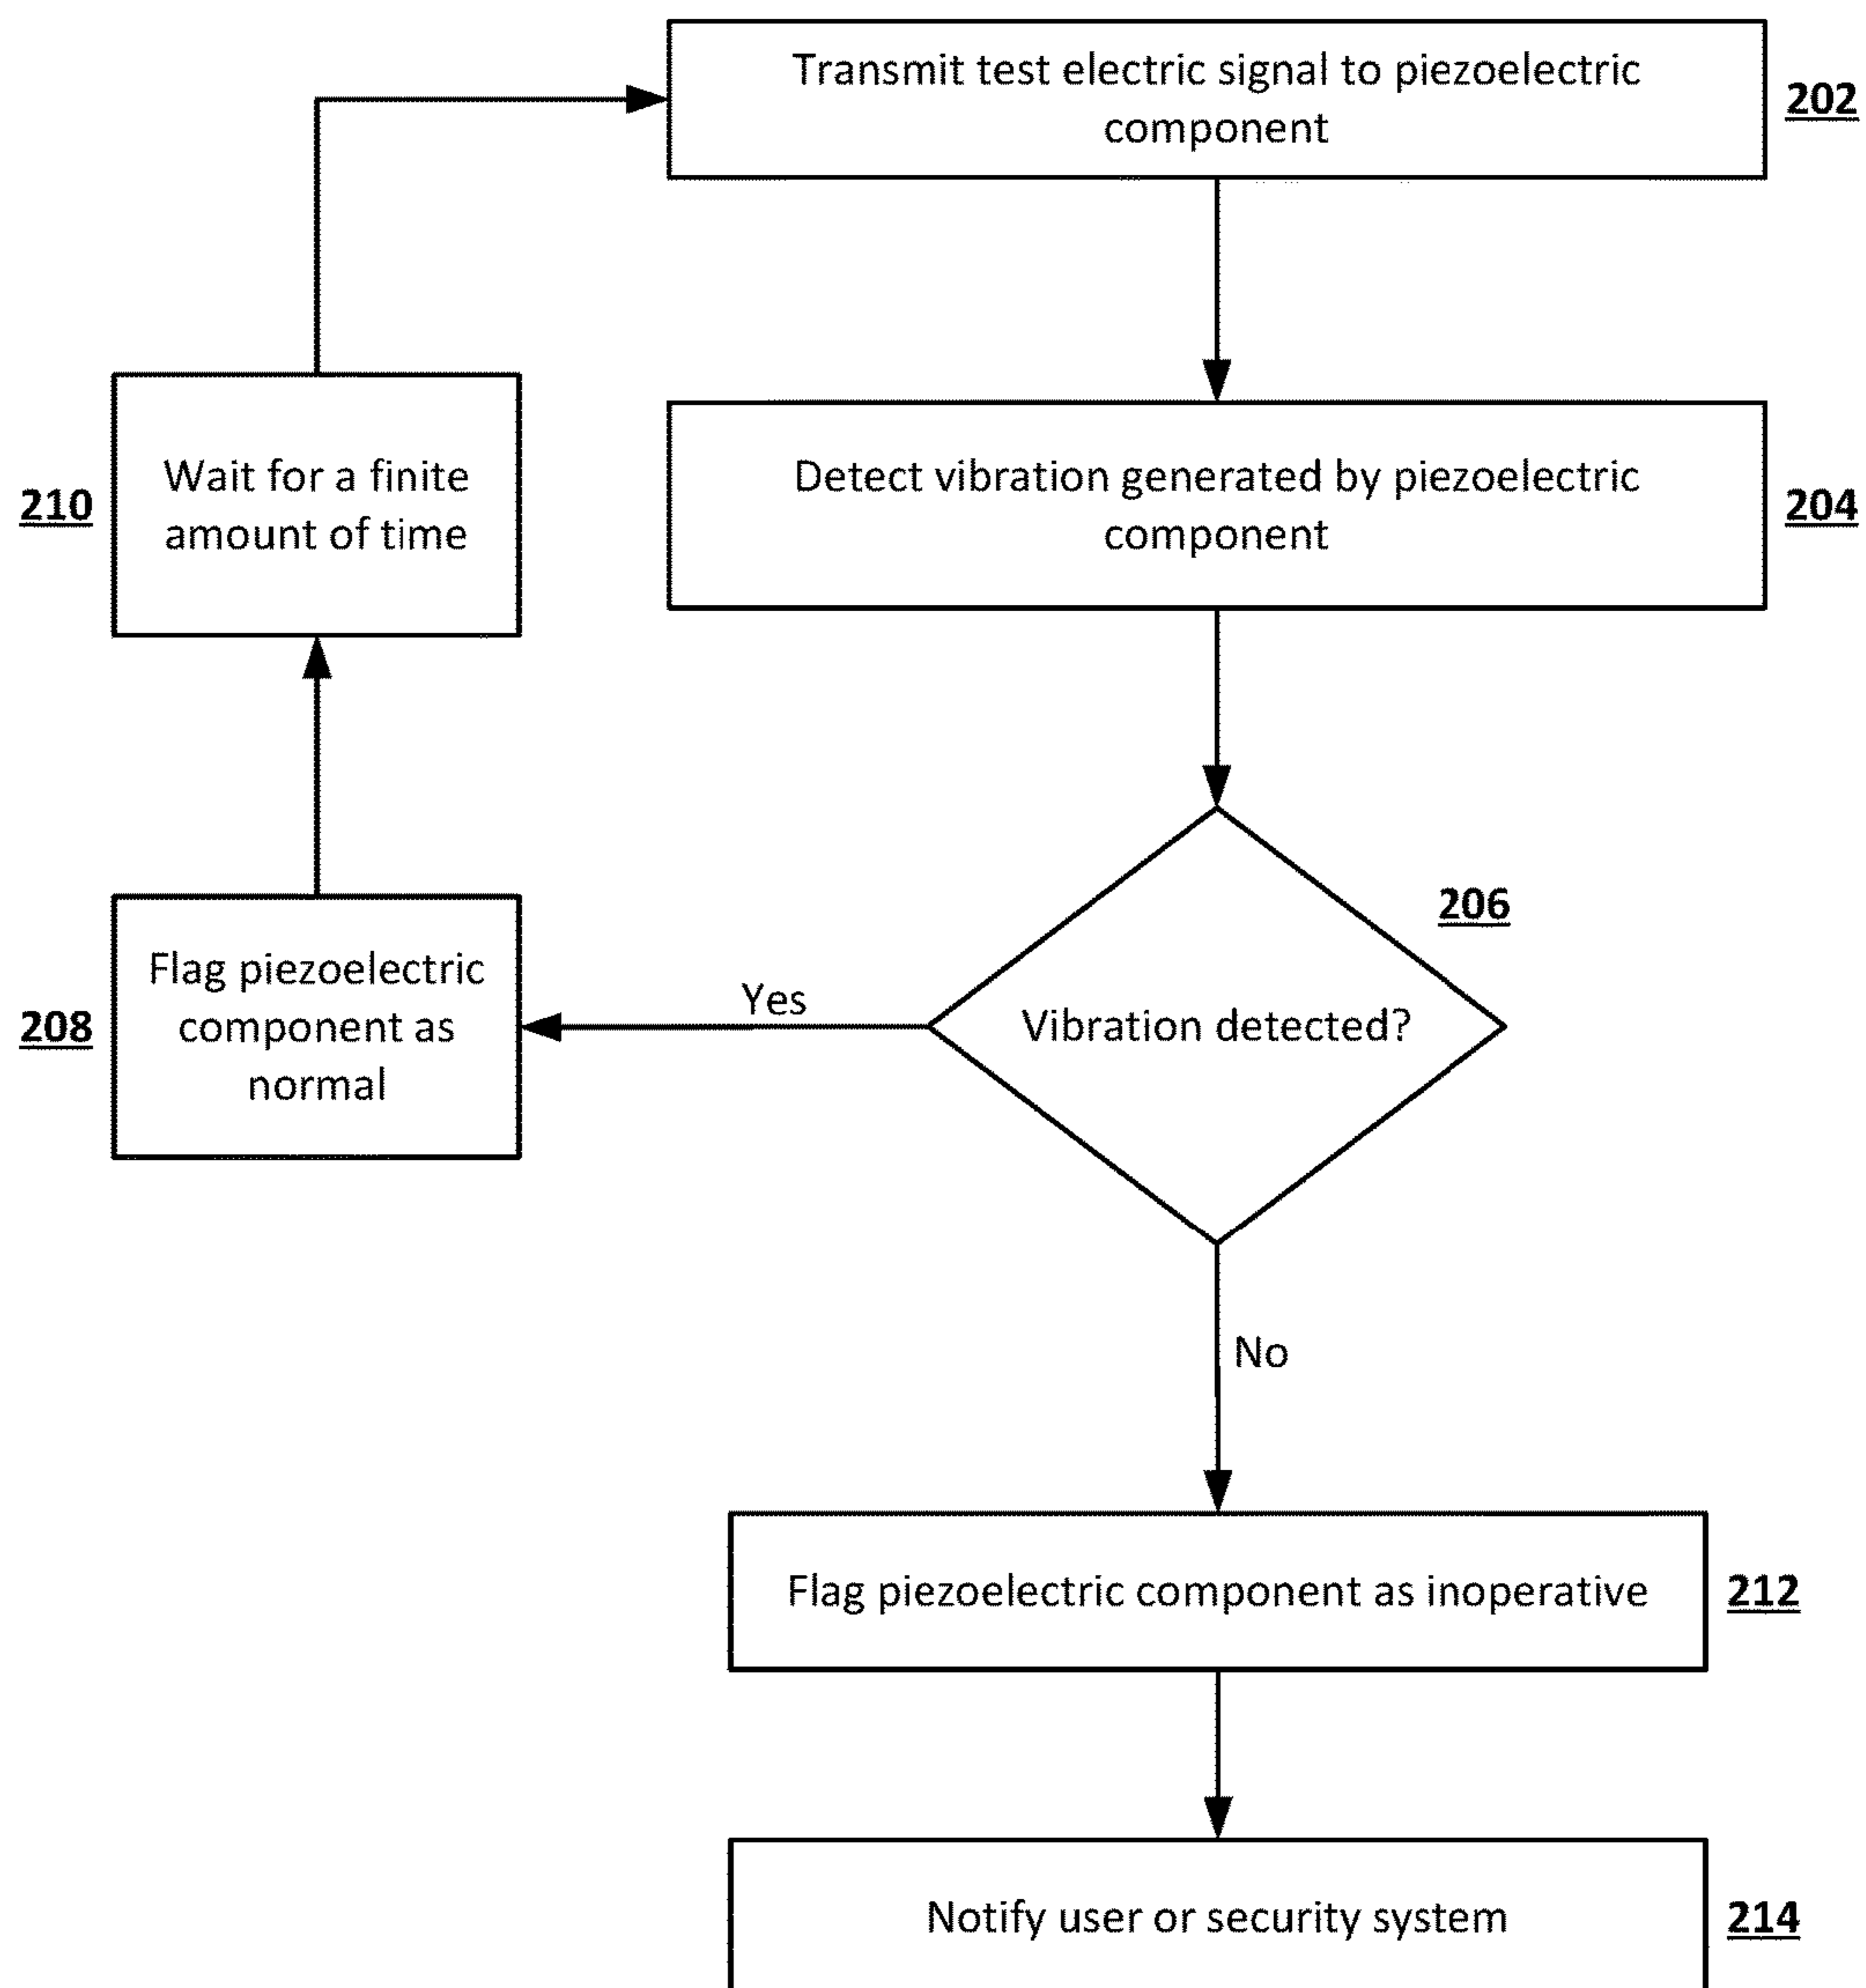 Transmit test electric signal to piezoelectric
component
202
Detect vibration generated by piezoelectric
component
204
206
Vibration detected?
Yes
Flag piezoelectric
component as
normal
208
Wait for a finite
amount of time
210
No
Flag piezoelectric component as inoperative
212
Notify user or security system
214